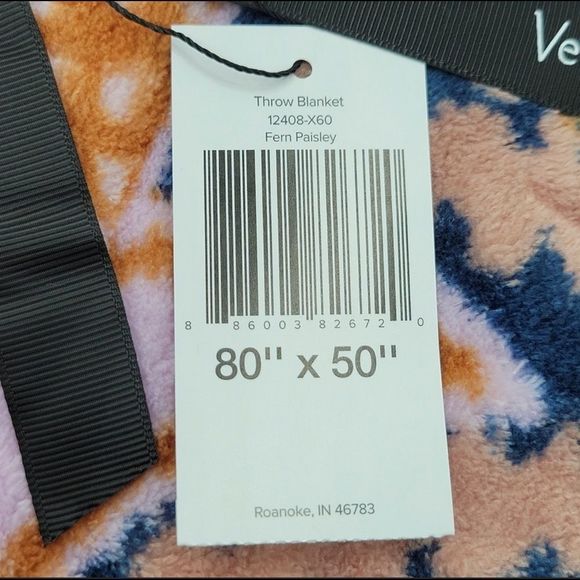 Ve
Throw Blanket
12408-X60
Fern Paisley
8 86003 82672 0
80" x 50"
Roanoke, IN 46783